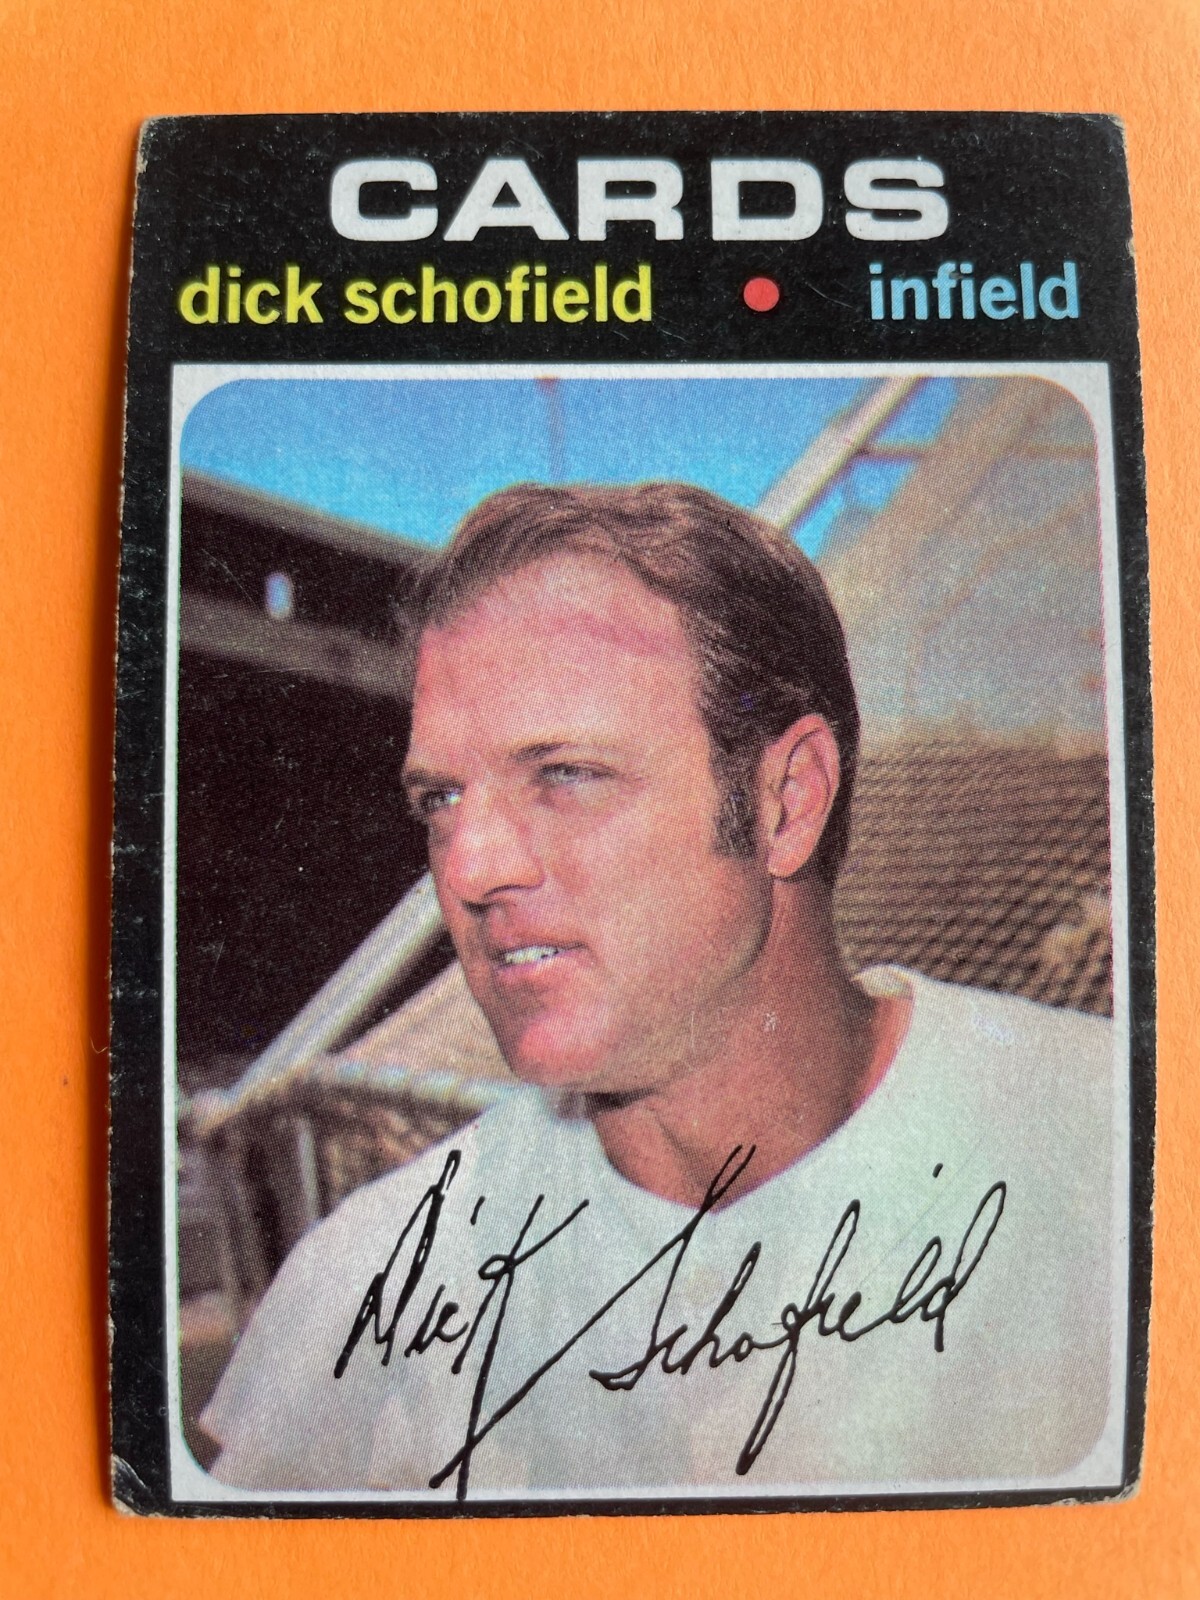 CARDS
dick schofield • infield
Dick Schofield